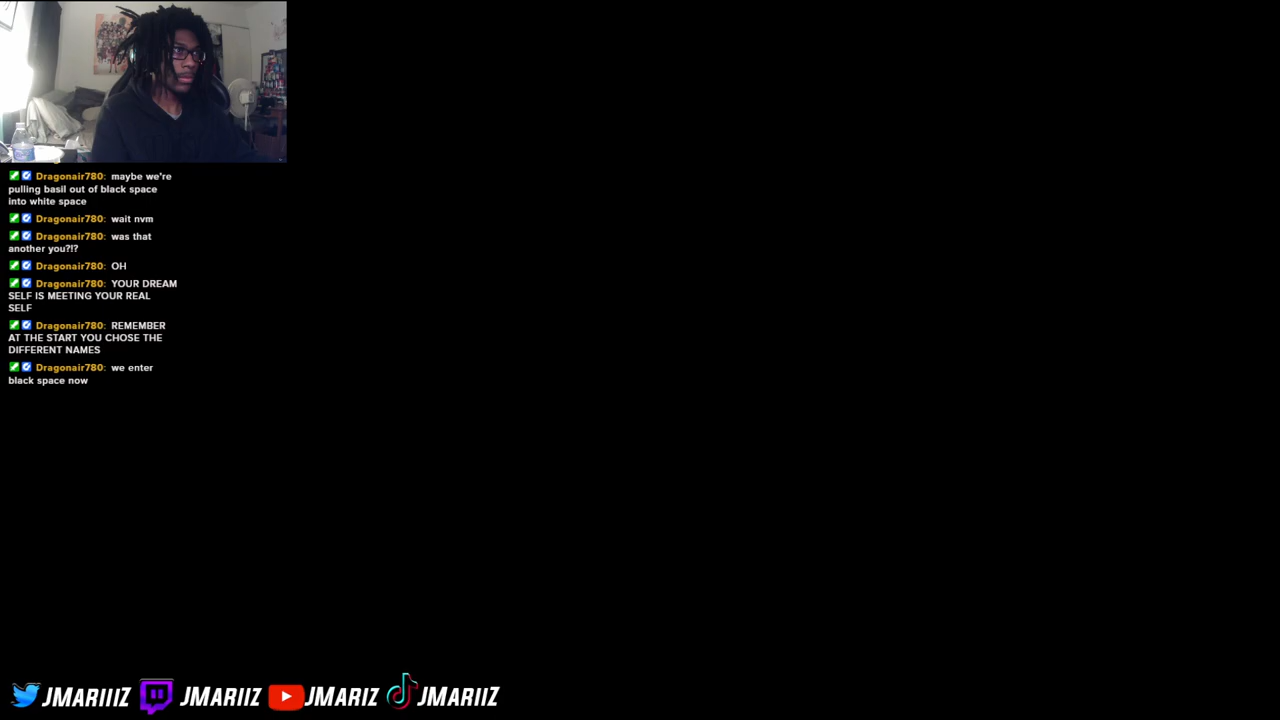 Dragonair780: maybe we're
pulling basil out of black space
into white space
Dragonair780: wait nvm
Dragonair780: was that
another you?!?
Dragonair780: OH
Dragonair780: YOUR DREAM
SELF IS MEETING YOUR REAL
SELF
Dragonair780: REMEMBER
AT THE START YOU CHOSE THE
DIFFERENT NAMES
Dragonair780: we enter
black space now
JMARIIIZ JMARIIZ JMARIZ JMARIIZ